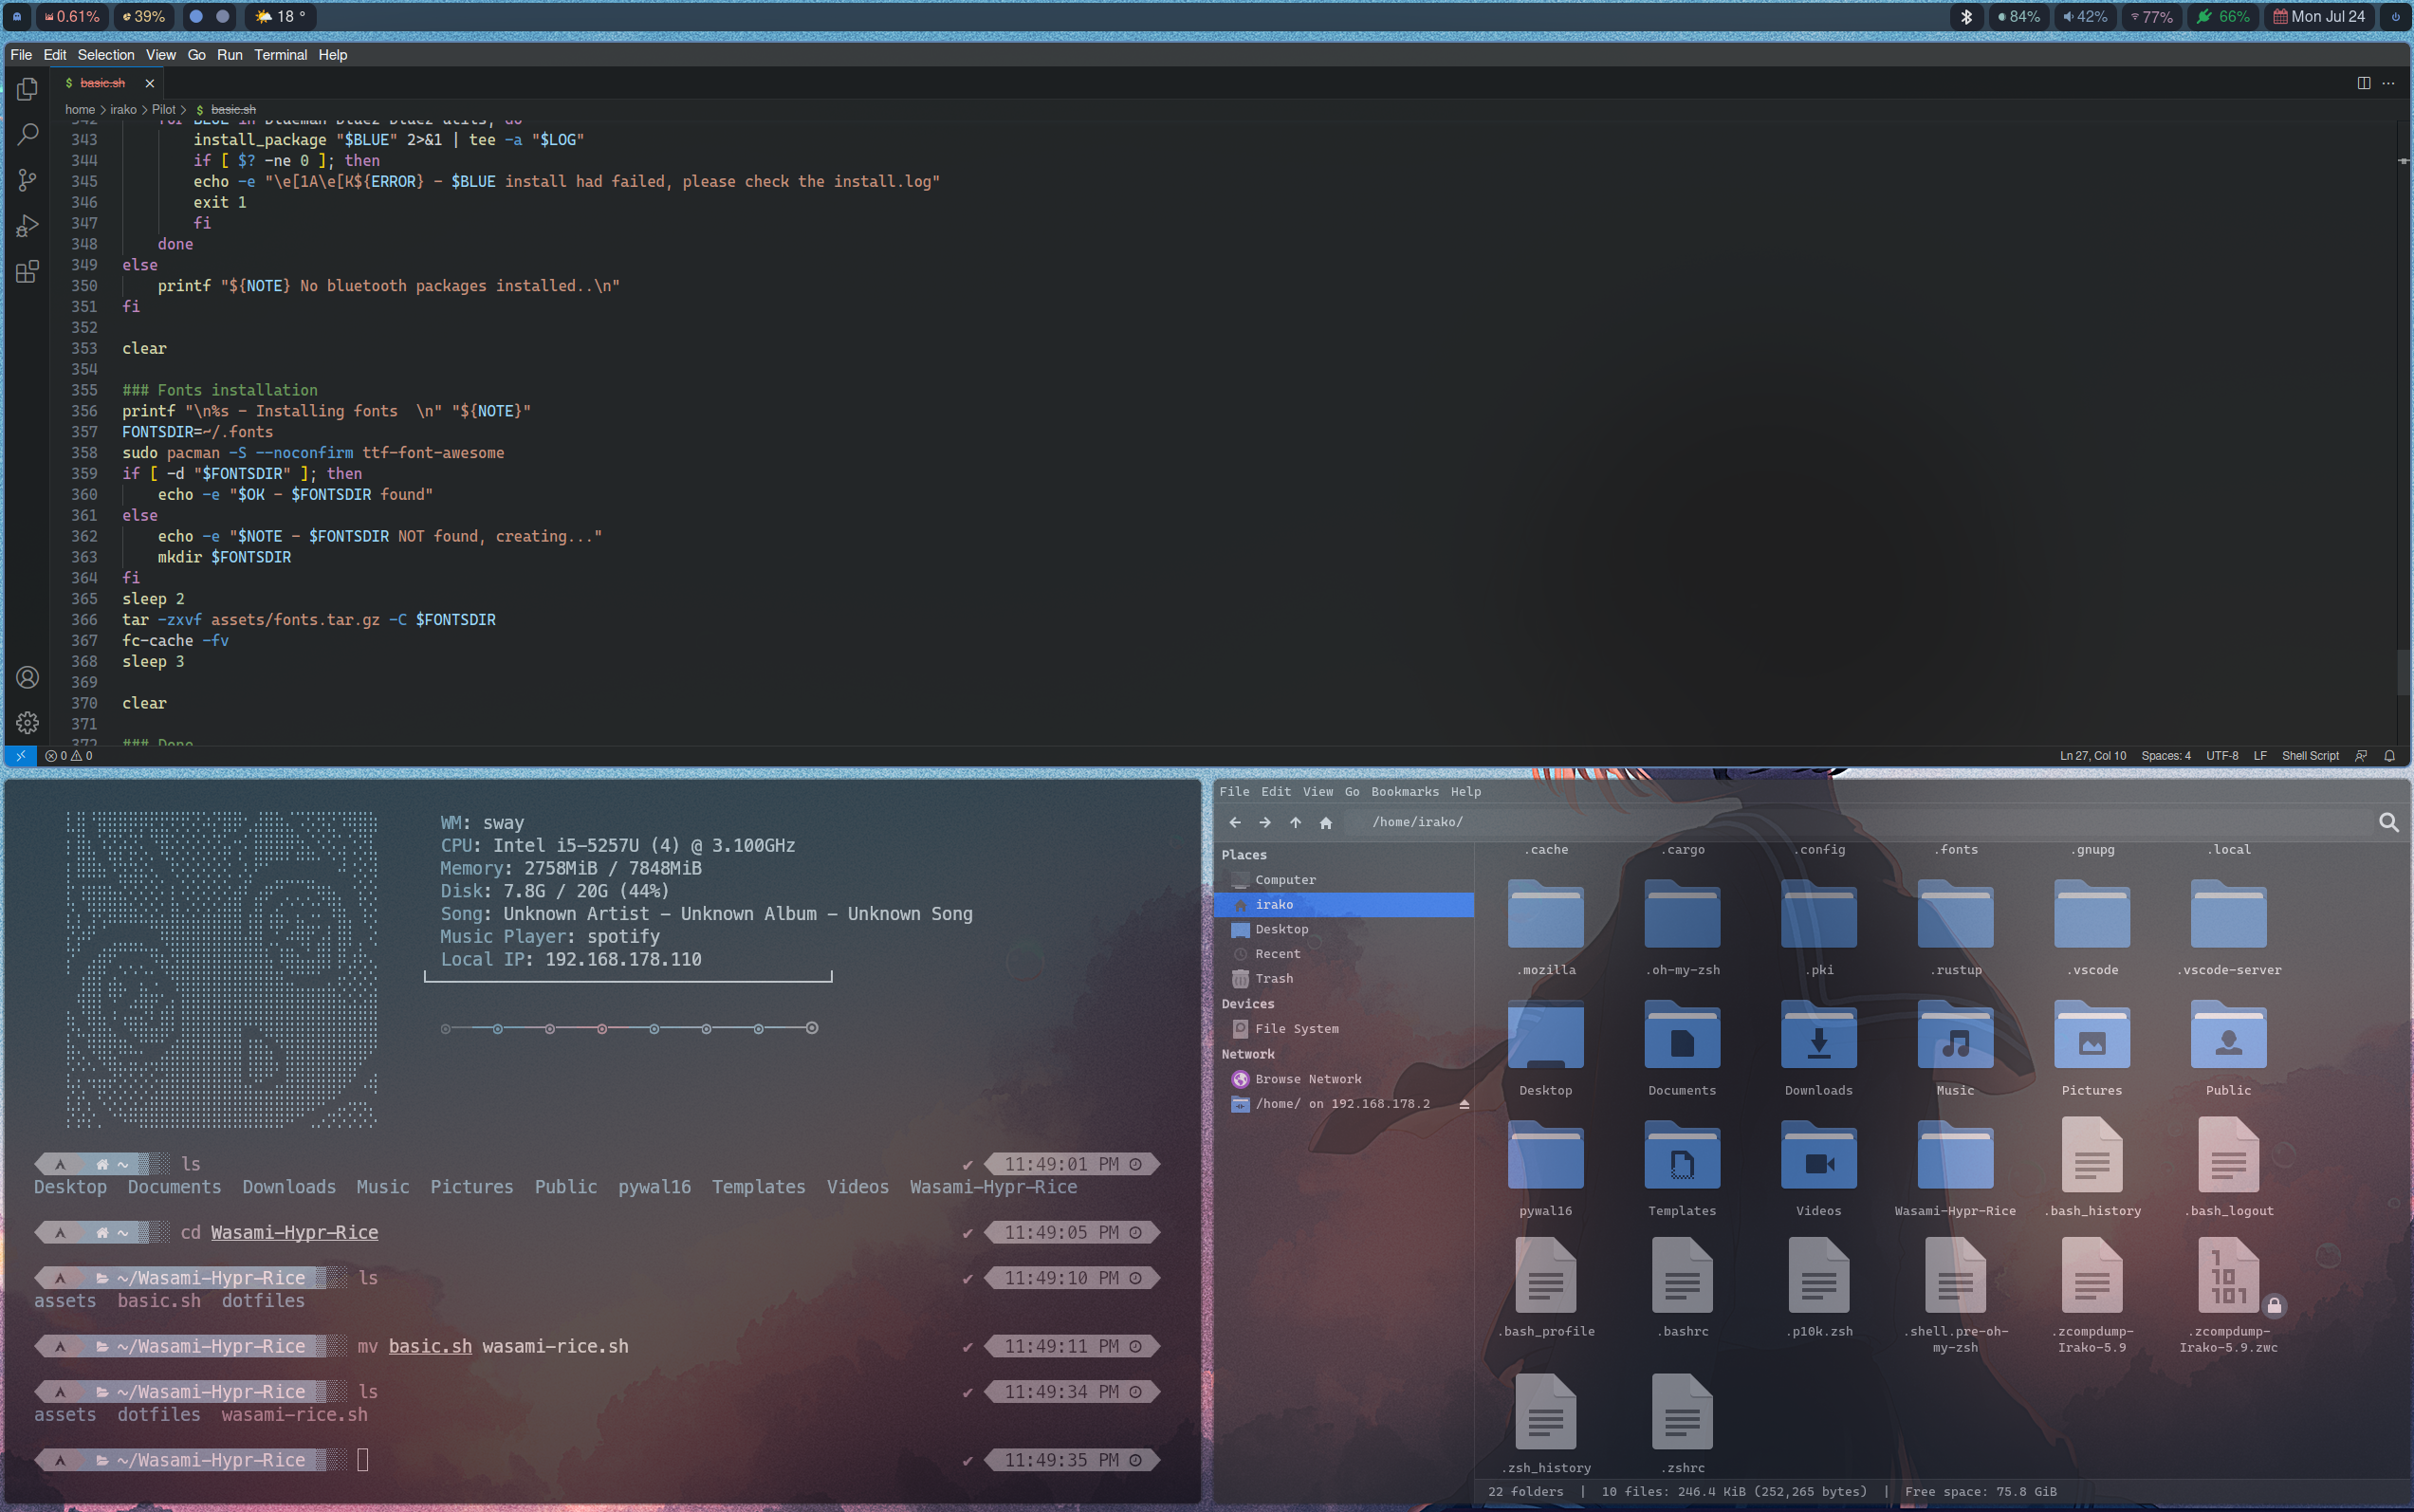 0.61% 39% 18 ° 84% 42% 77% 66% Mon Jul 24
File Edit Selection View Go Run Terminal Help
$ basic.sh
home > irako > Pilot > $ basic.sh
343 install_package "$BLUE" 2>&1 | tee -a "$LOG"
344 if [ $? -ne 0 ]; then
345 echo -e "\e[1A\e[K${ERROR} - $BLUE install had failed, please check the install.log"
346 exit 1
347 fi
348 done
349 else
350 printf "${NOTE} No bluetooth packages installed..\n"
351 fi
352
353 clear
354
355 ### Fonts installation
356 printf "\n%s - Installing fonts  \n" "${NOTE}"
357 FONTSDIR=~/.fonts
358 sudo pacman -S --noconfirm ttf-font-awesome
359 if [ -d "$FONTSDIR" ]; then
360 echo -e "$OK - $FONTSDIR found"
361 else
362 echo -e "$NOTE - $FONTSDIR NOT found, creating..."
363 mkdir $FONTSDIR
364 fi
365 sleep 2
366 tar -zxvf assets/fonts.tar.gz -C $FONTSDIR
367 fc-cache -fv
368 sleep 3
369
370 clear
371
372 ### Done
0 0 Ln 27, Col 10 Spaces: 4 UTF-8 LF Shell Script
WM: sway
CPU: Intel i5-5257U (4) @ 3.100GHz
Memory: 2758MiB / 7848MiB
Disk: 7.8G / 20G (44%)
Song: Unknown Artist - Unknown Album - Unknown Song
Music Player: spotify
Local IP: 192.168.178.110
~ ls ✔ 11:49:01 PM
Desktop Documents Downloads Music Pictures Public pywal16 Templates Videos Wasami-Hypr-Rice
~ cd Wasami-Hypr-Rice ✔ 11:49:05 PM
~/Wasami-Hypr-Rice ls ✔ 11:49:10 PM
assets basic.sh dotfiles
~/Wasami-Hypr-Rice mv basic.sh wasami-rice.sh ✔ 11:49:11 PM
~/Wasami-Hypr-Rice ls ✔ 11:49:34 PM
assets dotfiles wasami-rice.sh
~/Wasami-Hypr-Rice ✔ 11:49:35 PM
File Edit View Go Bookmarks Help
/home/irako/
Places
Computer
irako
Desktop
Recent
Trash
Devices
File System
Network
Browse Network
/home/ on 192.168.178.2
.cache .cargo .config .fonts .gnupg .local
.mozilla .oh-my-zsh .pki .rustup .vscode .vscode-server
Desktop Documents Downloads Music Pictures Public
pywal16 Templates Videos Wasami-Hypr-Rice .bash_history .bash_logout
1
10
101
.bash_profile .bashrc .p10k.zsh .shell.pre-oh- .zcompdump- .zcompdump-
my-zsh Irako-5.9 Irako-5.9.zwc
.zsh_history .zshrc
22 folders | 10 files: 246.4 KiB (252,265 bytes) | Free space: 75.8 GiB